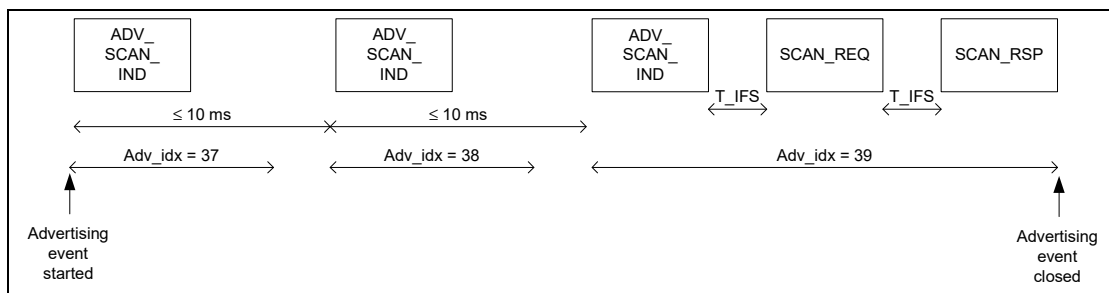 ADV_
SCAN_
IND
ADV_
SCAN_
IND
ADV_
SCAN_
IND
SCAN_REQ
SCAN_RSP
T_IFS
T_IFS
≤ 10 ms
≤ 10 ms
Adv_idx = 37
Adv_idx = 38
Adv_idx = 39
Advertising
event
started
Advertising
event
closed